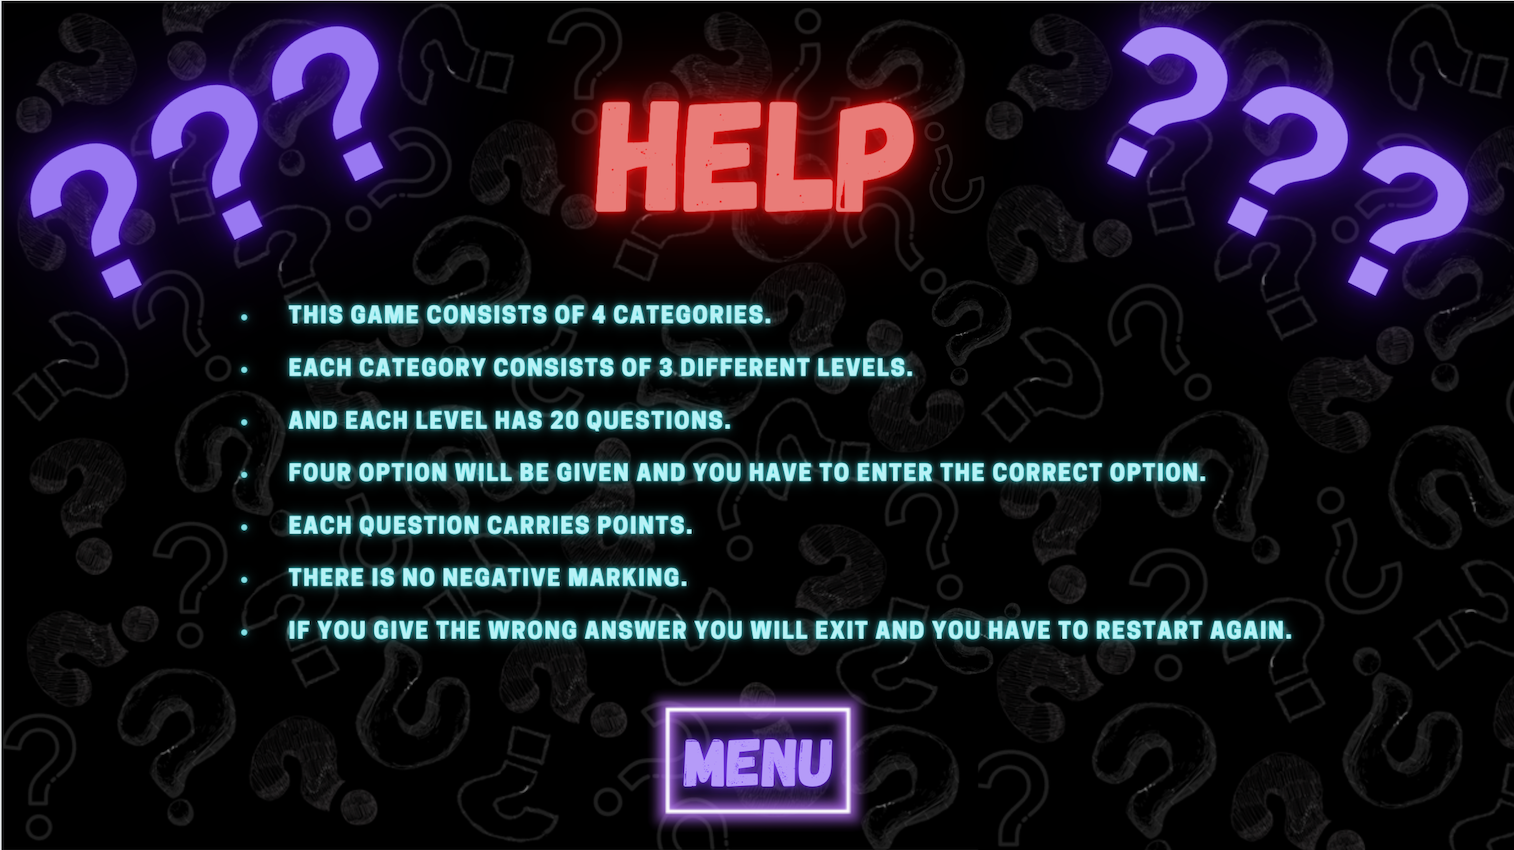 ? ? ? ? ? ?
HELP
• THIS GAME CONSISTS OF 4 CATEGORIES.
• EACH CATEGORY CONSISTS OF 3 DIFFERENT LEVELS.
• AND EACH LEVEL HAS 20 QUESTIONS.
• FOUR OPTION WILL BE GIVEN AND YOU HAVE TO ENTER THE CORRECT OPTION.
• EACH QUESTION CARRIES POINTS.
• THERE IS NO NEGATIVE MARKING.
• IF YOU GIVE THE WRONG ANSWER YOU WILL EXIT AND YOU HAVE TO RESTART AGAIN.
MENU